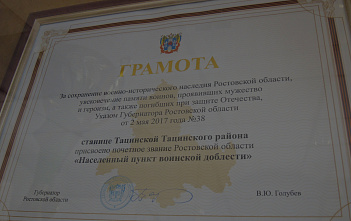 ГРАМОТА
За сохранение военно-исторического наследия Ростовской области,
увековечение памяти воинов, проявивших мужество
и героизм, а также погибших при защите Отечества,
Указом Губернатора Ростовской области
от 2 мая 2017 года №38
станице Тацинской Тацинского района
присвоено почетное звание Ростовской области
«Населенный пункт воинской доблести»
Губернатор
Ростовской области
В.Ю. Голубев